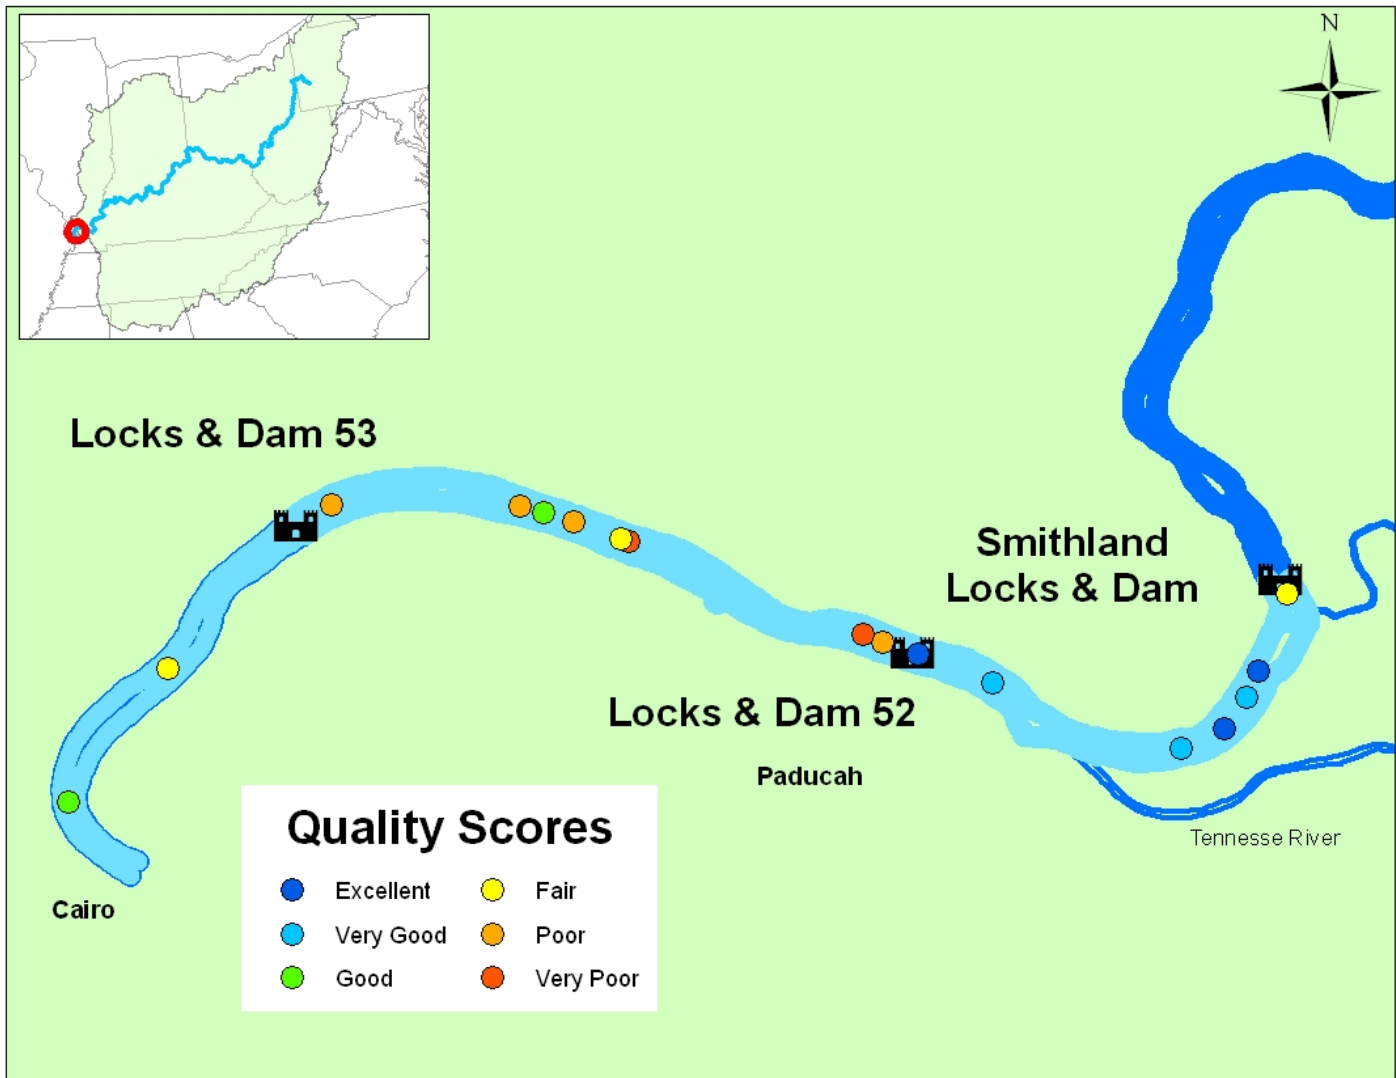 N
Locks & Dam 53
Smithland
Locks & Dam
Locks & Dam 52
Paducah
Tennesse River
Cairo
Quality Scores
Excellent
Fair
Very Good
Poor
Good
Very Poor